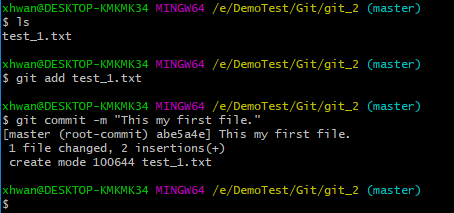 xhwan@DESKTOP-KMKMK34 MINGW64 /e/DemoTest/Git/git_2 (master)
$ ls
test_1.txt
xhwan@DESKTOP-KMKMK34 MINGW64 /e/DemoTest/Git/git_2 (master)
$ git add test_1.txt
xhwan@DESKTOP-KMKMK34 MINGW64 /e/DemoTest/Git/git_2 (master)
$ git commit -m "This my first file."
[master (root-commit) abe5a4e] This my first file.
 1 file changed, 2 insertions(+)
 create mode 100644 test_1.txt
xhwan@DESKTOP-KMKMK34 MINGW64 /e/DemoTest/Git/git_2 (master)
$